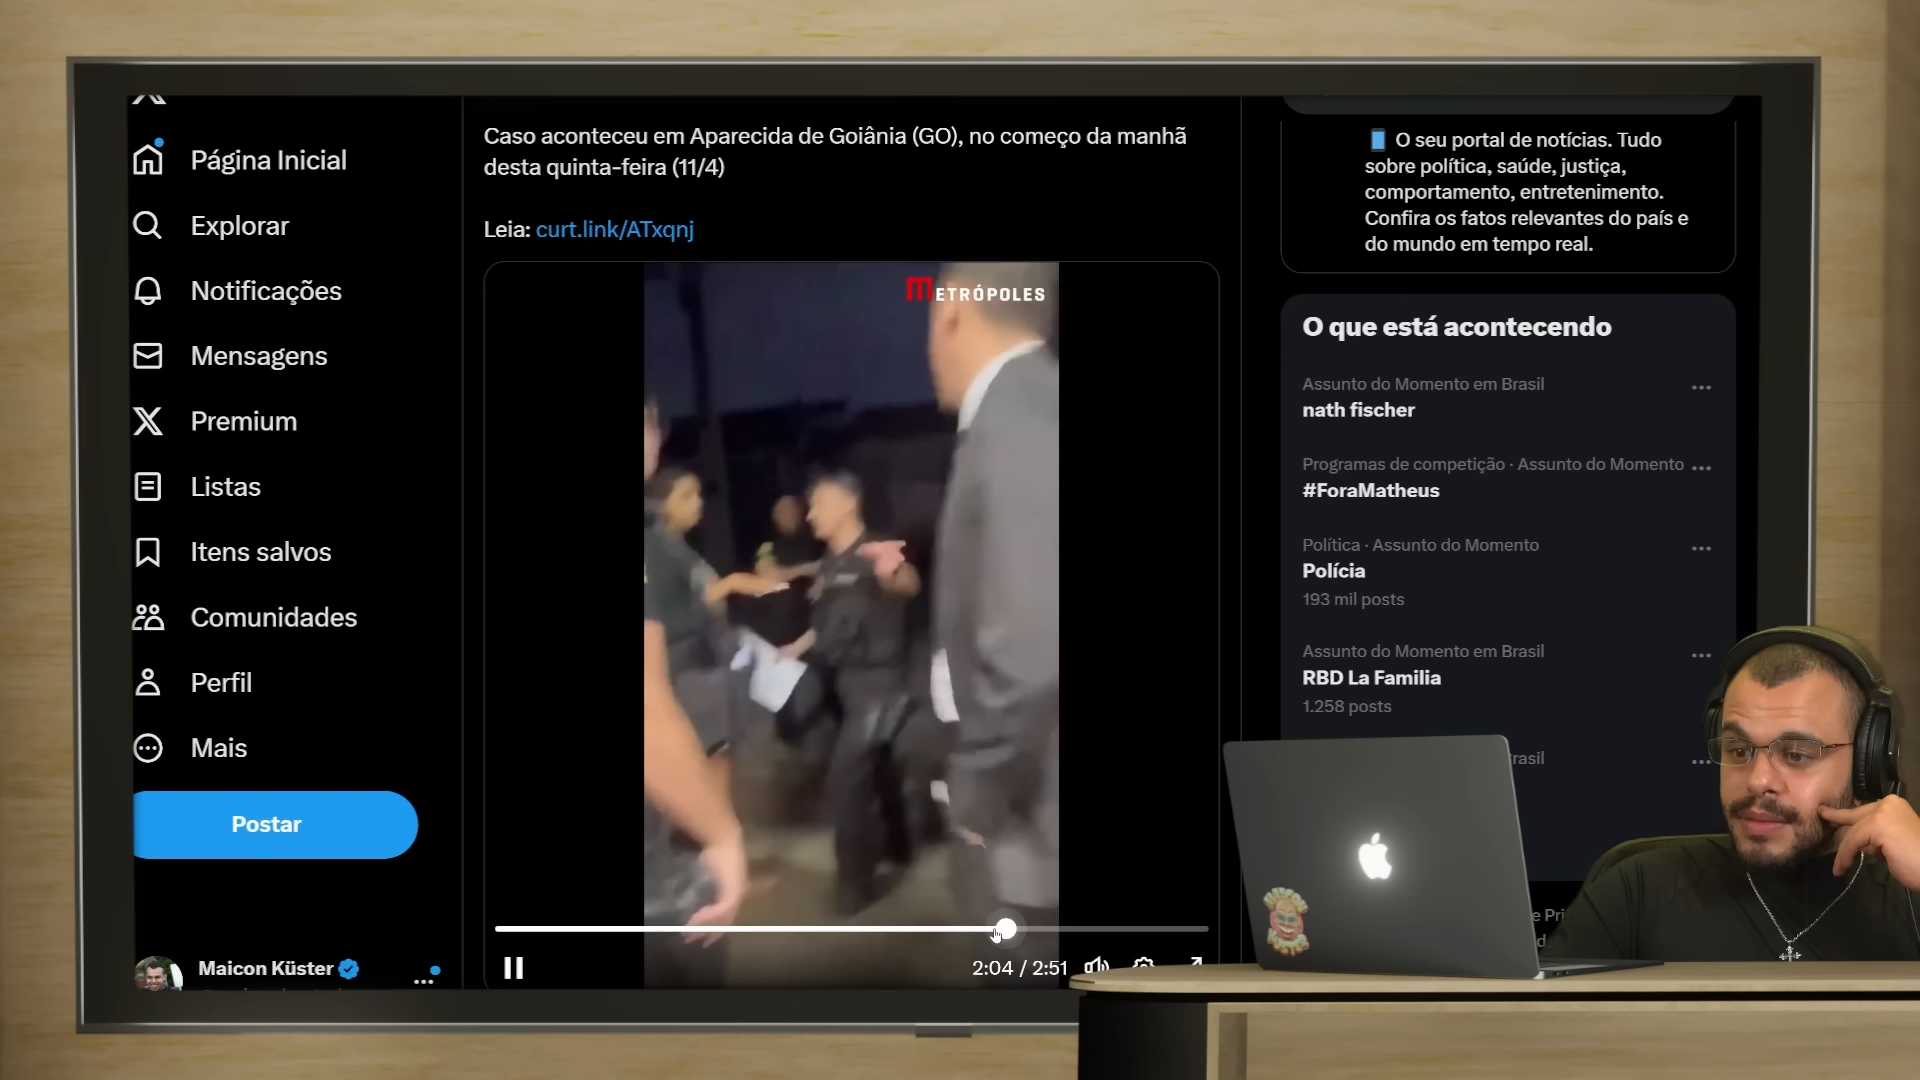 Página Inicial
Explorar
Notificações
Mensagens
Premium
Listas
Itens salvos
Comunidades
Perfil
Mais
Postar
Maicon Küster
Caso aconteceu em Aparecida de Goiânia (GO), no começo da manhã
desta quinta-feira (11/4)
Leia: curt.link/ATxqnj
METRÓPOLES
2:04 / 2:51
O seu portal de notícias. Tudo
sobre política, saúde, justiça,
comportamento, entretenimento.
Confira os fatos relevantes do país e
do mundo em tempo real.
O que está acontecendo
Assunto do Momento em Brasil
nath fischer
Programas de competição · Assunto do Momento
#ForaMatheus
Política · Assunto do Momento
Polícia
193 mil posts
Assunto do Momento em Brasil
RBD La Familia
1.258 posts